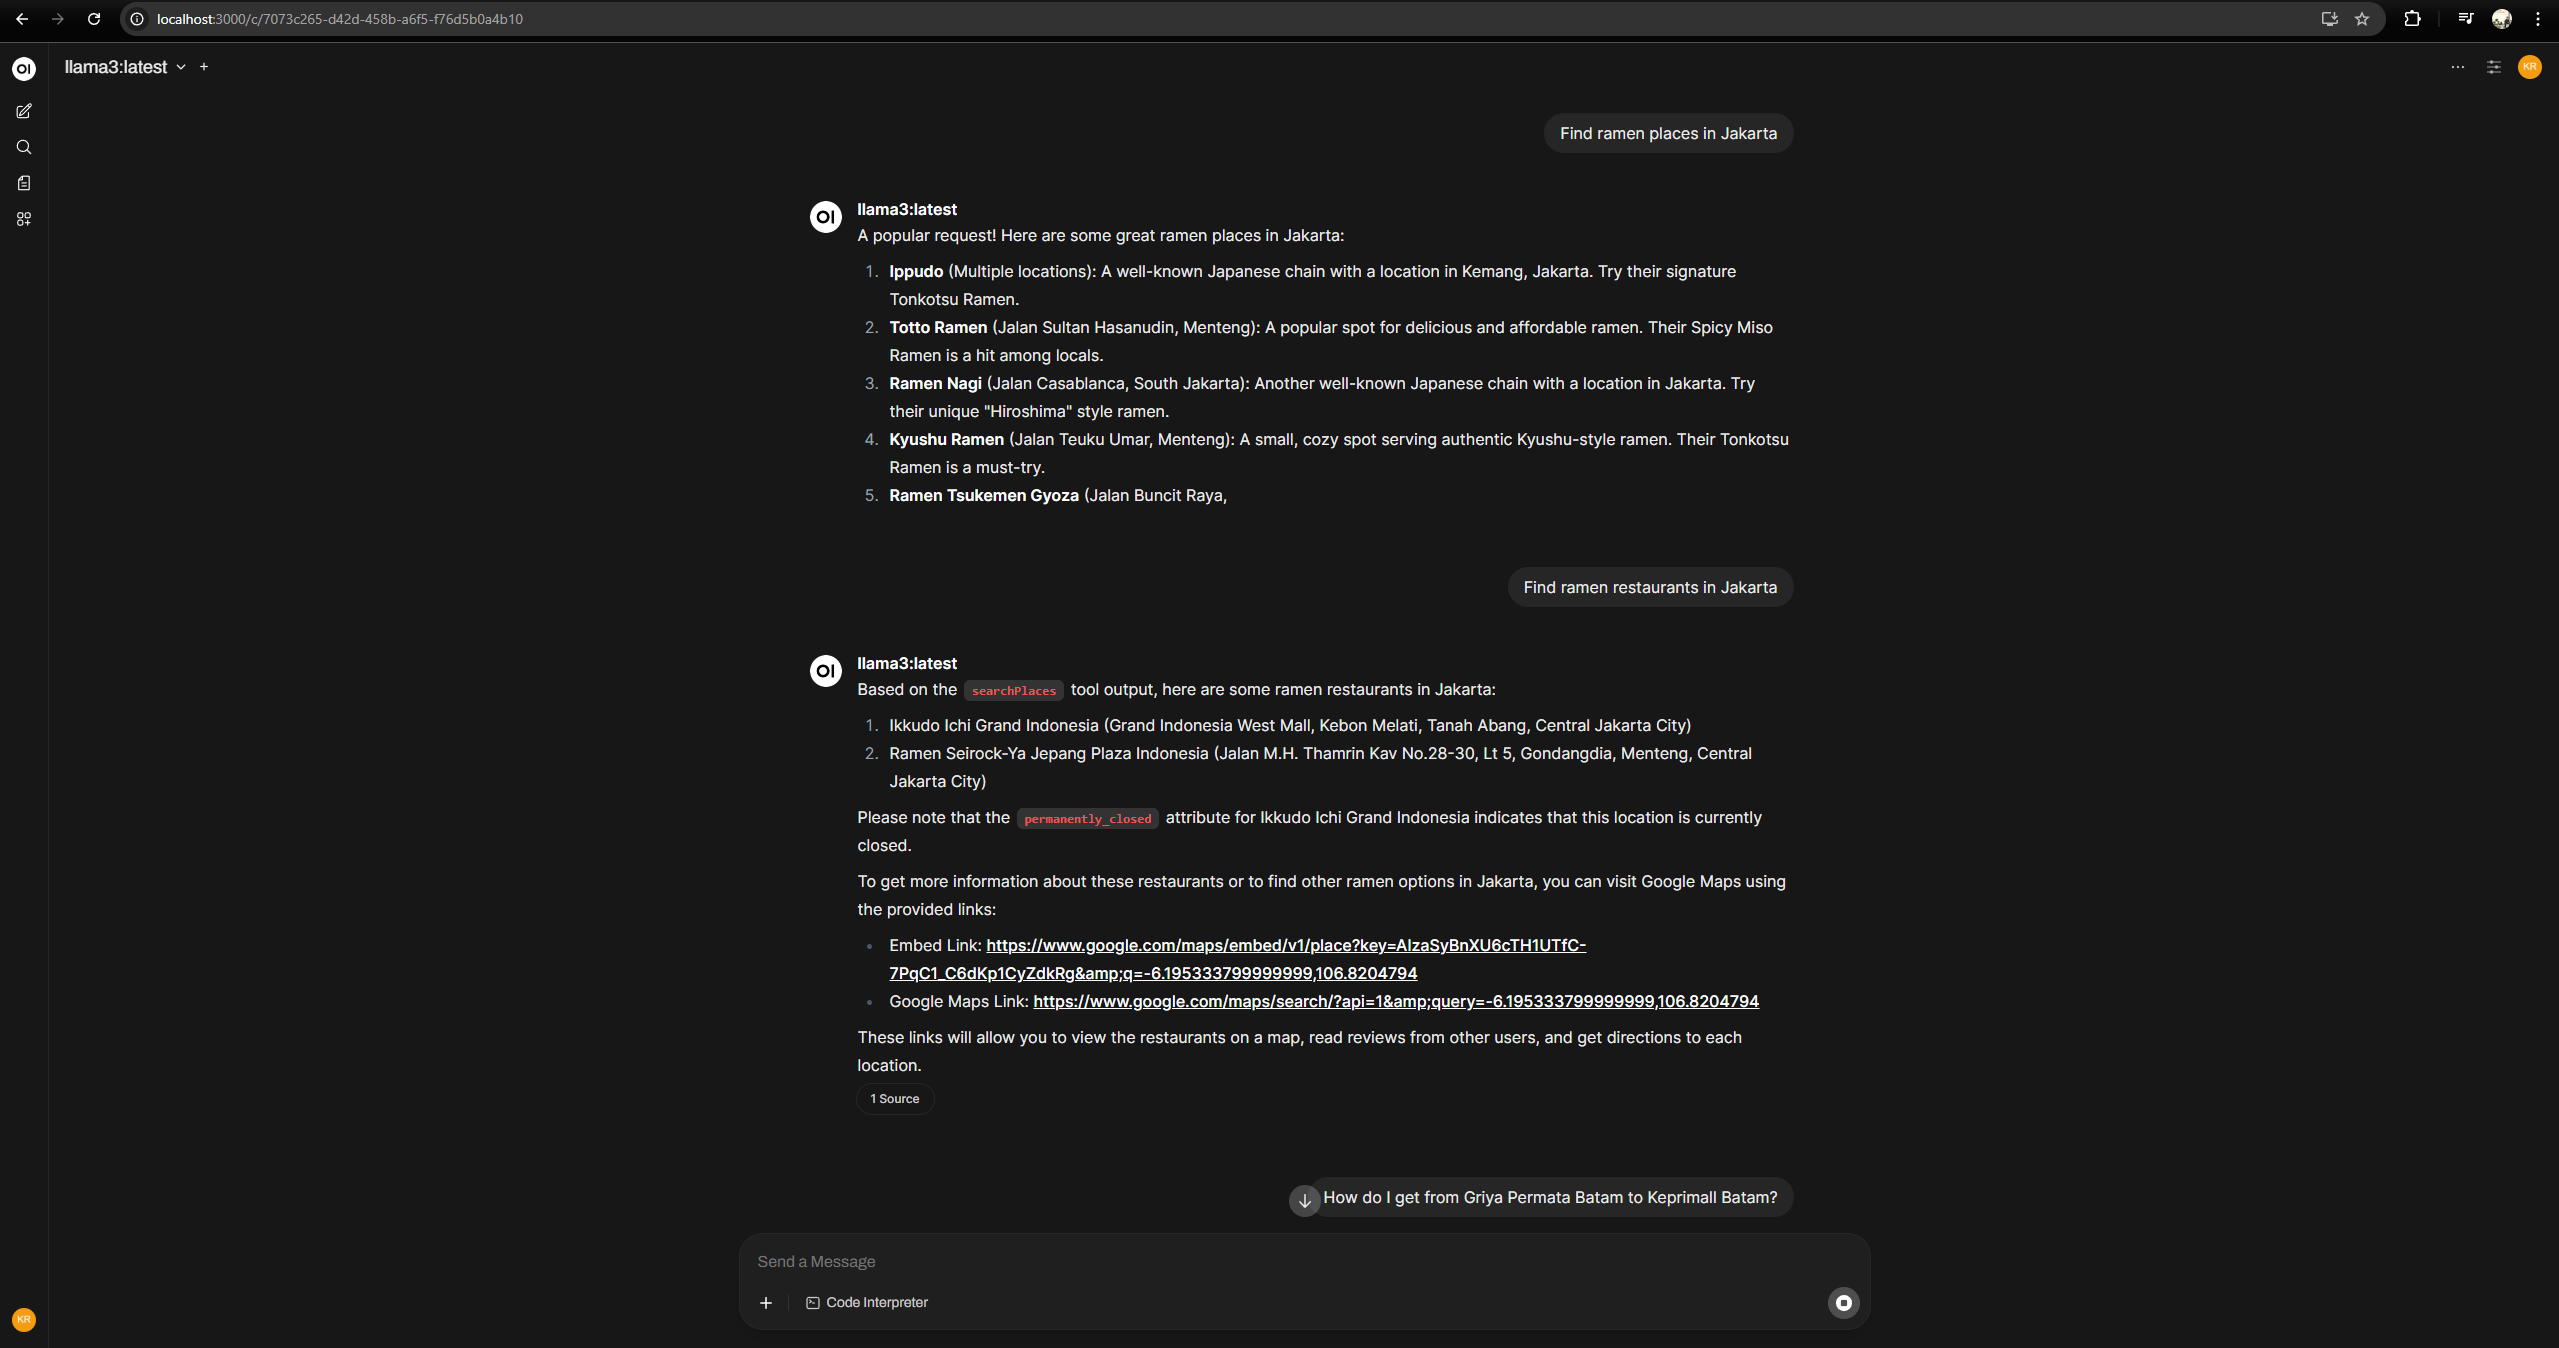 localhost:3000/c/7073c265-d42d-458b-a6f5-f76d5b0a4b10
OI
llama3:latest
KR
Find ramen places in Jakarta
OI
llama3:latest
A popular request! Here are some great ramen places in Jakarta:
1. Ippudo (Multiple locations): A well-known Japanese chain with a location in Kemang, Jakarta. Try their signature
Tonkotsu Ramen.
2. Totto Ramen (Jalan Sultan Hasanudin, Menteng): A popular spot for delicious and affordable ramen. Their Spicy Miso
Ramen is a hit among locals.
3. Ramen Nagi (Jalan Casablanca, South Jakarta): Another well-known Japanese chain with a location in Jakarta. Try
their unique "Hiroshima" style ramen.
4. Kyushu Ramen (Jalan Teuku Umar, Menteng): A small, cozy spot serving authentic Kyushu-style ramen. Their Tonkotsu
Ramen is a must-try.
5. Ramen Tsukemen Gyoza (Jalan Buncit Raya,
Find ramen restaurants in Jakarta
OI
llama3:latest
Based on the searchPlaces tool output, here are some ramen restaurants in Jakarta:
1. Ikkudo Ichi Grand Indonesia (Grand Indonesia West Mall, Kebon Melati, Tanah Abang, Central Jakarta City)
2. Ramen Seirock-Ya Jepang Plaza Indonesia (Jalan M.H. Thamrin Kav No.28-30, Lt 5, Gondangdia, Menteng, Central
Jakarta City)
Please note that the permanently_closed attribute for Ikkudo Ichi Grand Indonesia indicates that this location is currently
closed.
To get more information about these restaurants or to find other ramen options in Jakarta, you can visit Google Maps using
the provided links:
• Embed Link: https://www.google.com/maps/embed/v1/place?key=AIzaSyBnXU6cTH1UTfC-
7PqC1_C6dKp1CyZdkRg&amp;q=-6.195333799999999,106.8204794
• Google Maps Link: https://www.google.com/maps/search/?api=1&amp;query=-6.195333799999999,106.8204794
These links will allow you to view the restaurants on a map, read reviews from other users, and get directions to each
location.
1 Source
How do I get from Griya Permata Batam to Keprimall Batam?
Send a Message
Code Interpreter
KR